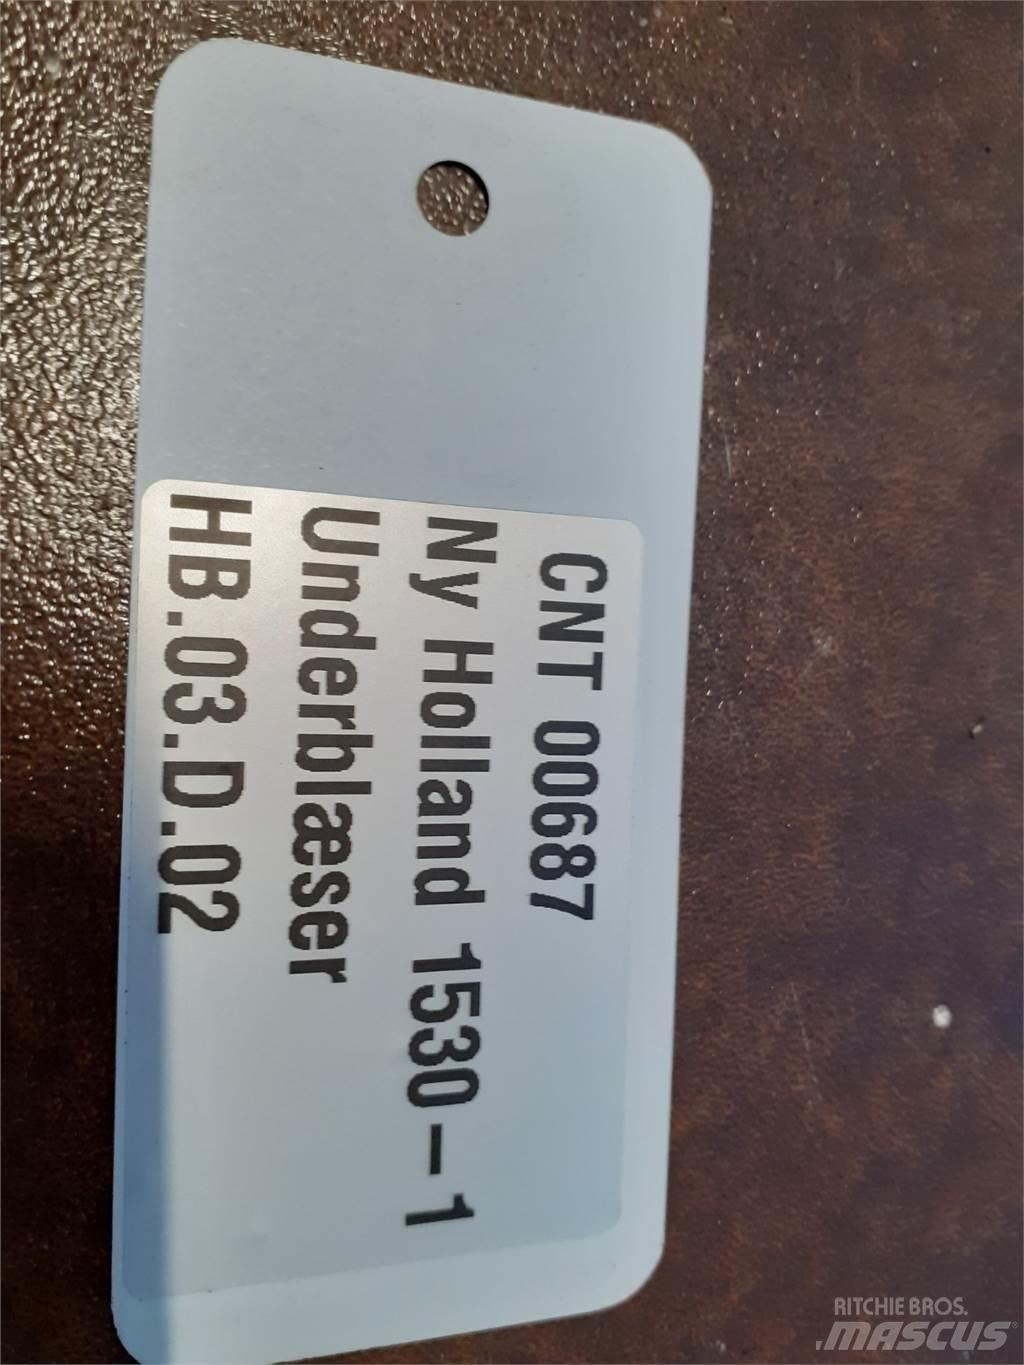 CNT 00687
Ny Holland 1530-1
Underblæser
HB.03.D.02
RITCHIE BROS.
MASCUS